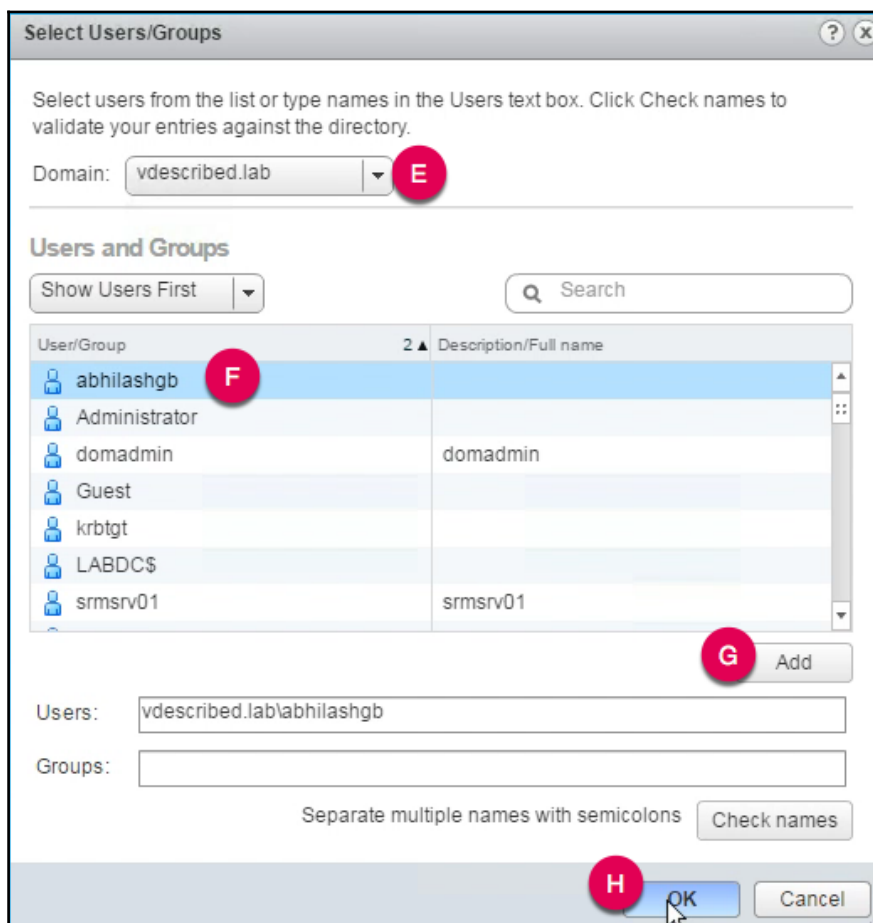 Select Users/Groups ? x
Select users from the list or type names in the Users text box. Click Check names to
validate your entries against the directory.
Domain: vdescribed.lab E
Users and Groups
Show Users First Search
User/Group 2 ▲ Description/Full name
abhilashgb F
Administrator
domadmin domadmin
Guest
krbtgt
LABDC$
srmsrv01 srmsrv01
G Add
Users: vdescribed.lab\abhilashgb
Groups:
Separate multiple names with semicolons Check names
H OK Cancel